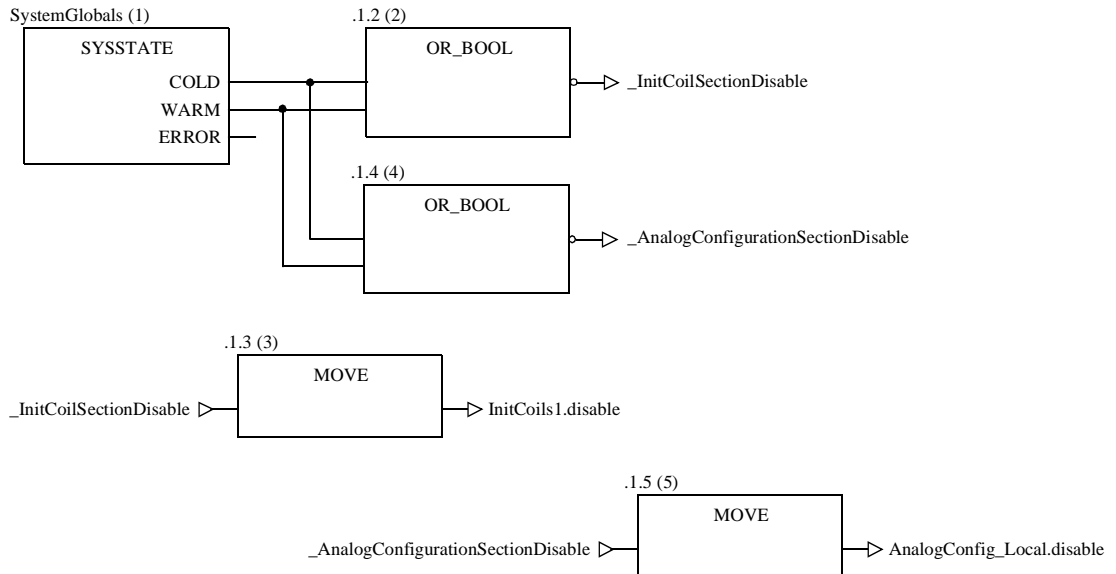 SystemGlobals (1)
SYSSTATE
COLD
WARM
ERROR
.1.2 (2)
OR_BOOL
_InitCoilSectionDisable
.1.4 (4)
OR_BOOL
_AnalogConfigurationSectionDisable
.1.3 (3)
MOVE
_InitCoilSectionDisable
InitCoils1.disable
.1.5 (5)
MOVE
_AnalogConfigurationSectionDisable
AnalogConfig_Local.disable